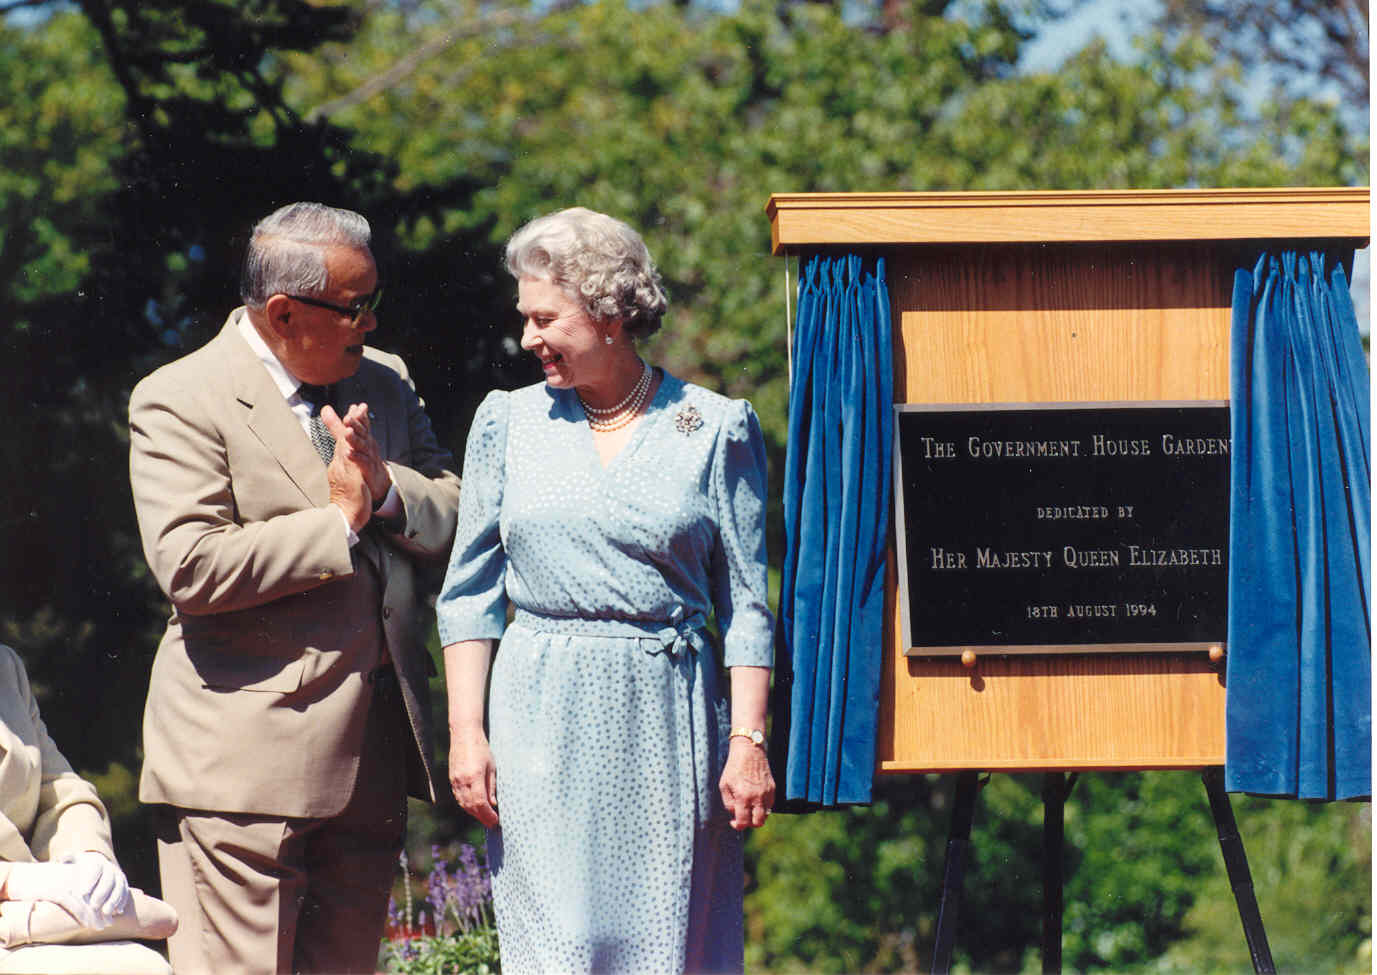 The Government House Garden
dedicated by
Her Majesty Queen Elizabeth
18th August 1994